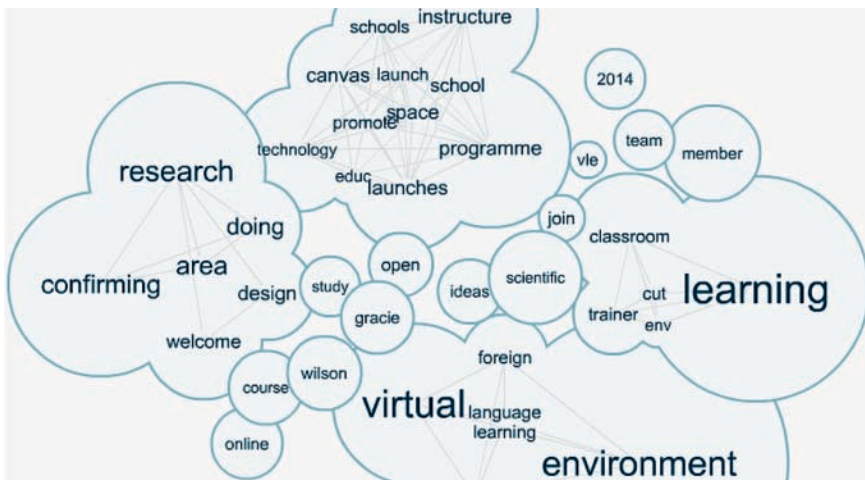 instructure
schools
canvas
launch
school
space
promote
technology
programme
educ
launches
2014
team
member
vle
research
doing
area
confirming
design
welcome
join
classroom
open
study
ideas
scientific
learning
cut
trainer
env
gracie
foreign
wilson
course
virtual
language
learning
online
environment